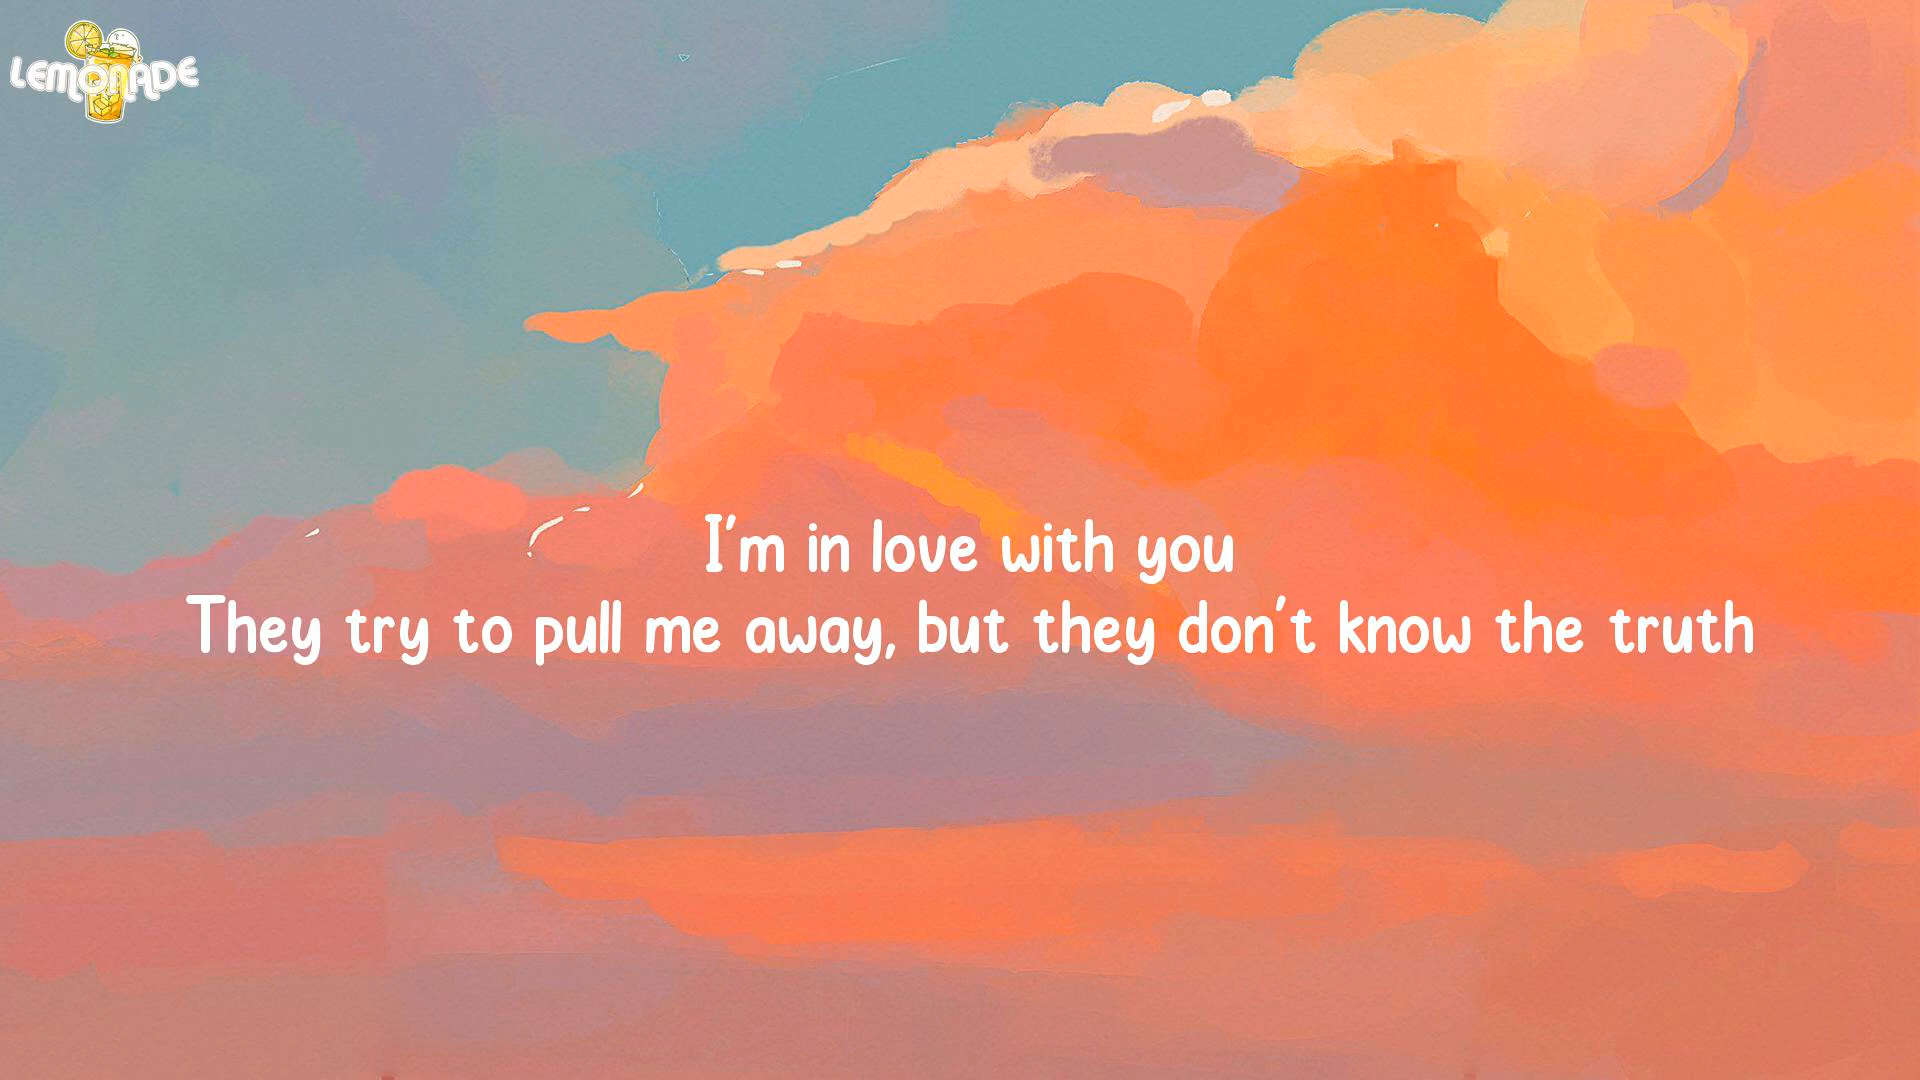 LEMONADE
I'm in love with you
They try to pull me away, but they don't know the truth